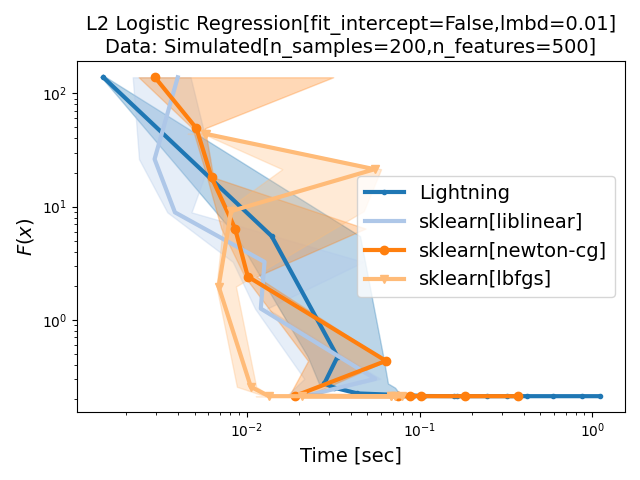 L2 Logistic Regression[fit_intercept=False,lmbd=0.01]
Data: Simulated[n_samples=200,n_features=500]
F(x)
10²
10¹
10⁰
Lightning
sklearn[liblinear]
sklearn[newton-cg]
sklearn[lbfgs]
10⁻² 10⁻¹ 10⁰
Time [sec]